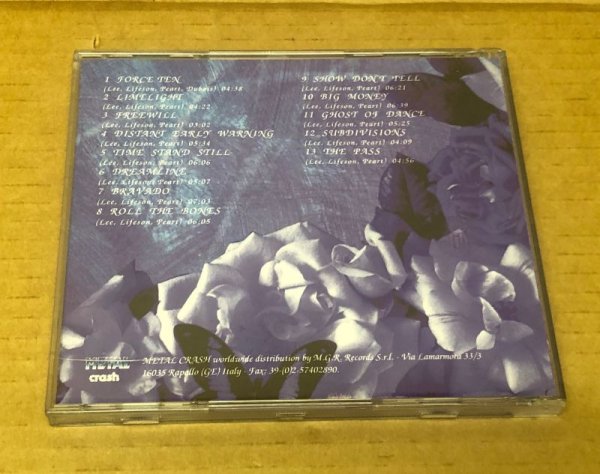 1 FORCE TEN
(Lee, Lifeson, Peart, Dubois) 04:38
2 LIMELIGHT
(Lee, Lifeson, Peart) 04:22
3 FREEWILL
(Lee, Lifeson, Peart) 05:02
4 DISTANT EARLY WARNING
(Lee, Lifeson, Peart) 05:34
5 TIME STAND STILL
(Lee, Lifeson, Peart) 06:06
6 DREAMLINE
(Lee, Lifeson, Peart) 05:07
7 BRAVADO
(Lee, Lifeson, Peart) 07:03
8 ROLL THE BONES
(Lee, Lifeson, Peart) 06:05
9 SHOW DON'T TELL
(Lee, Lifeson, Peart) 06:21
10 BIG MONEY
(Lee, Lifeson, Peart) 06:39
11 GHOST OF DANCE
(Lee, Lifeson, Peart) 05:25
12 SUBDIVISIONS
(Lee, Lifeson, Peart) 04:09
13 THE PASS
(Lee, Lifeson, Peart) 04:56
METAL
crash
METAL CRASH worldwide distribution by M.G.R. Records S.r.l. - Via Lamarmora 33/3
16035 Rapallo (GE) Italy - Fax: 39 (0)2-57402890.